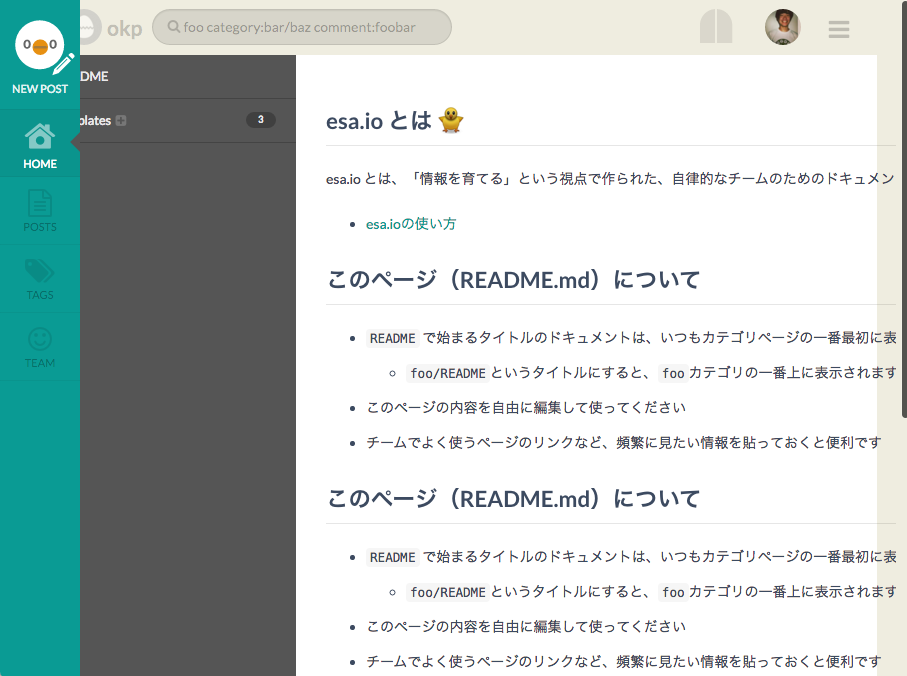 okp
foo category:bar/baz comment:foobar
NEW POST
HOME
POSTS
TAGS
TEAM
DME
plates
3
esa.io とは
esa.io とは、「情報を育てる」という視点で作られた、自律的なチームのためのドキュメン
esa.ioの使い方
このページ（README.md）について
README で始まるタイトルのドキュメントは、いつもカテゴリページの一番最初に表
foo/README というタイトルにすると、 foo カテゴリの一番上に表示されます
このページの内容を自由に編集して使ってください
チームでよく使うページのリンクなど、頻繁に見たい情報を貼っておくと便利です
このページ（README.md）について
README で始まるタイトルのドキュメントは、いつもカテゴリページの一番最初に表
foo/README というタイトルにすると、 foo カテゴリの一番上に表示されます
このページの内容を自由に編集して使ってください
チームでよく使うページのリンクなど、頻繁に見たい情報を貼っておくと便利です